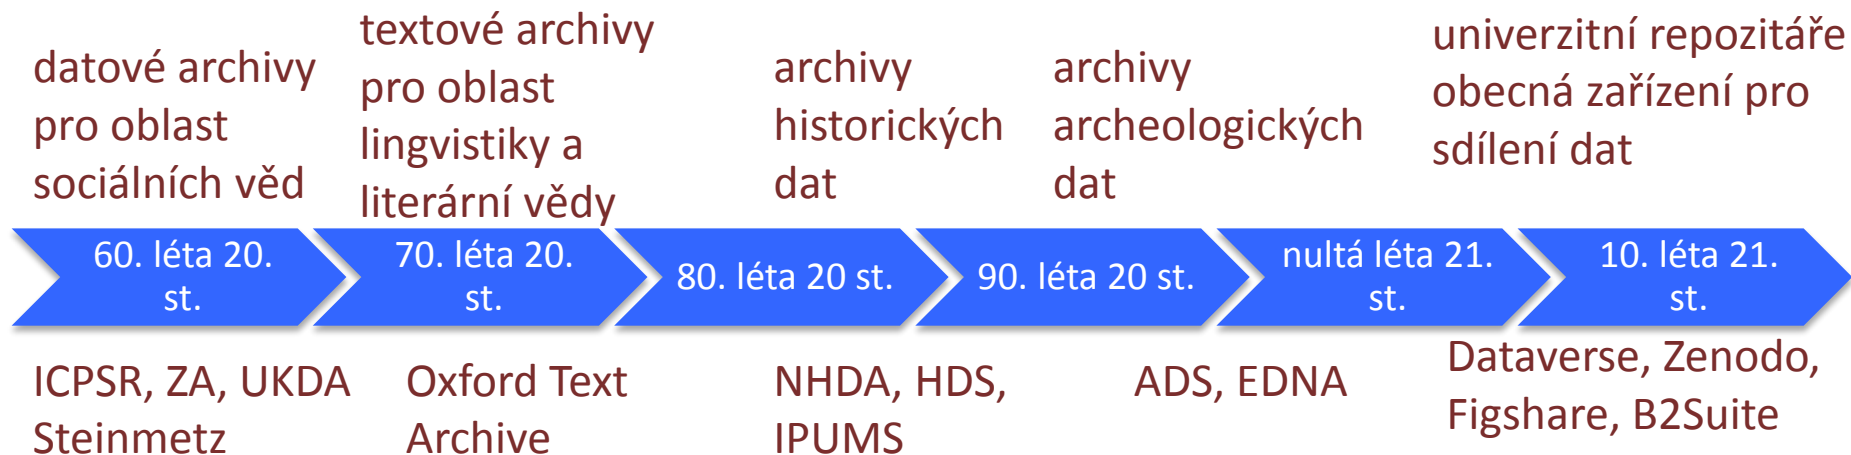 datové archivy
pro oblast
sociálních věd
textové archivy
pro oblast
lingvistiky a
literární vědy
archivy
historických
dat
archivy
archeologických
dat
univerzitní repozitáře
obecná zařízení pro
sdílení dat
60. léta 20.
st.
70. léta 20.
st.
80. léta 20 st.
90. léta 20 st.
nultá léta 21.
st.
10. léta 21.
st.
ICPSR, ZA, UKDA
Steinmetz
Oxford Text
Archive
NHDA, HDS,
IPUMS
ADS, EDNA
Dataverse, Zenodo,
Figshare, B2Suite